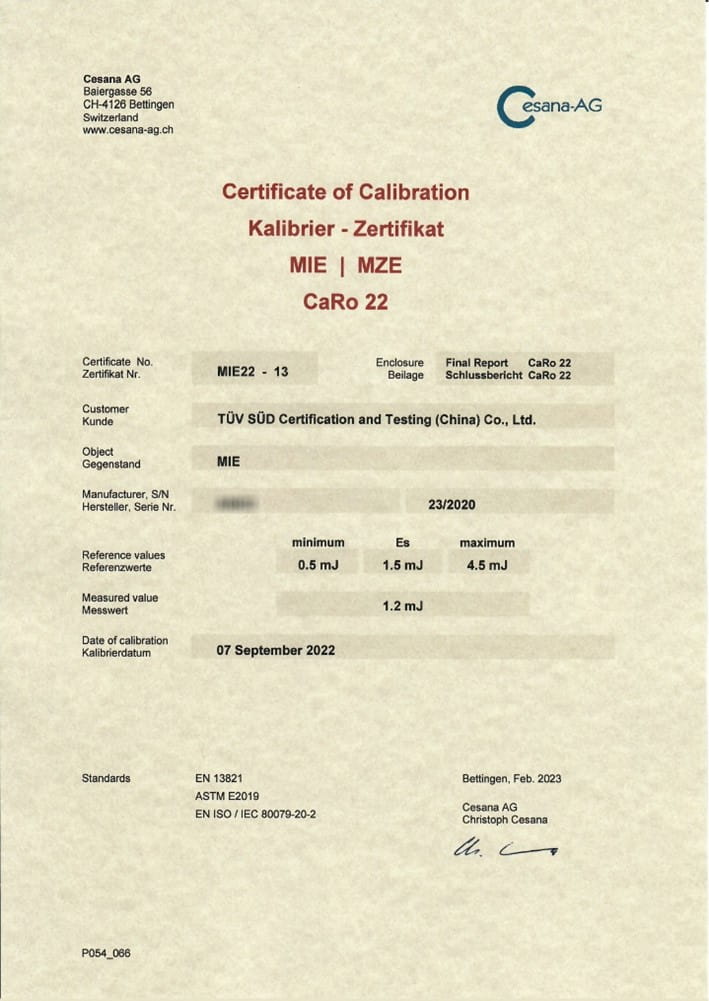 Cesana AG
Baiergasse 56
CH-4126 Bettingen
Switzerland
www.cesana-ag.ch
Cesana-AG
Certificate of Calibration
Kalibrier - Zertifikat
MIE | MZE
CaRo 22
Certificate No. MIE22 - 13 Enclosure Final Report CaRo 22
Zertifikat Nr. Beilage Schlussbericht CaRo 22
Customer
Kunde TÜV SÜD Certification and Testing (China) Co., Ltd.
Object
Gegenstand MIE
Manufacturer, S/N
Hersteller, Serie Nr. 23/2020
minimum Es maximum
Reference values
Referenzwerte 0.5 mJ 1.5 mJ 4.5 mJ
Measured value
Messwert 1.2 mJ
Date of calibration
Kalibrierdatum 07 September 2022
Standards EN 13821 Bettingen, Feb. 2023
ASTM E2019
EN ISO / IEC 80079-20-2
Cesana AG
Christoph Cesana
P054_066